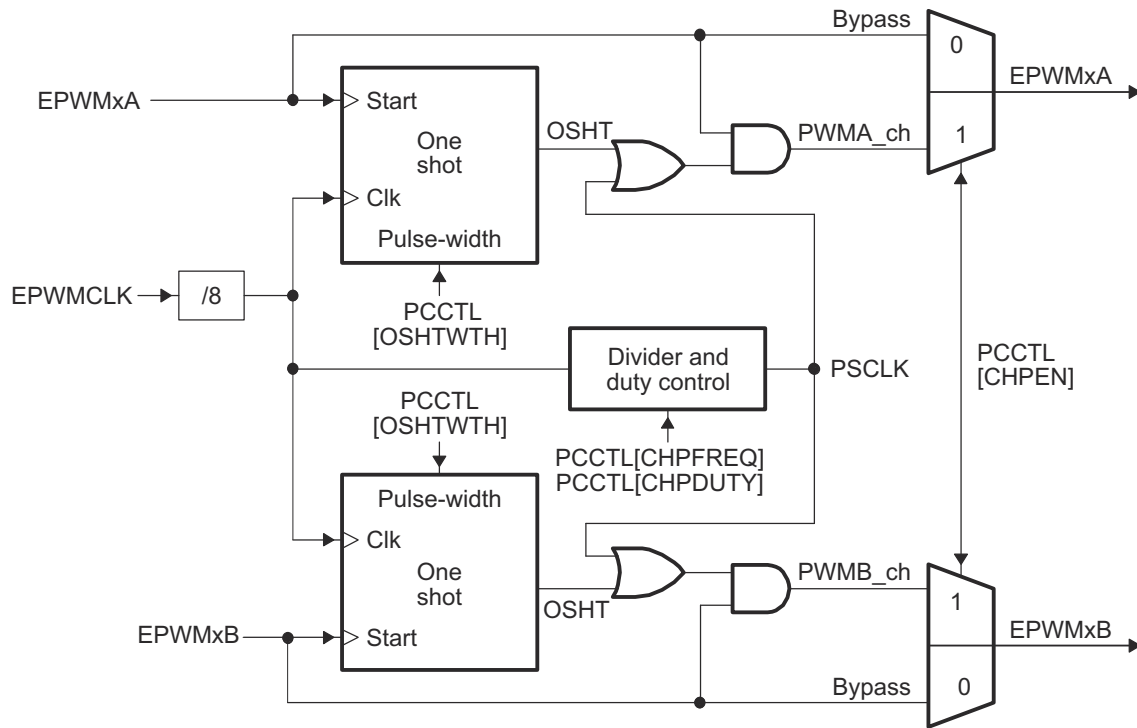 Bypass
0
EPWMxA
EPWMxA
Start
OSHT
PWMA_ch
1
One
shot
Clk
Pulse-width
EPWMCLK
/8
PCCTL
[OSHTWTH]
Divider and
duty control
PSCLK
PCCTL
[CHPEN]
PCCTL
[OSHTWTH]
PCCTL[CHPFREQ]
PCCTL[CHPDUTY]
Pulse-width
Clk
One
shot
OSHT
PWMB_ch
1
EPWMxB
Start
EPWMxB
Bypass
0